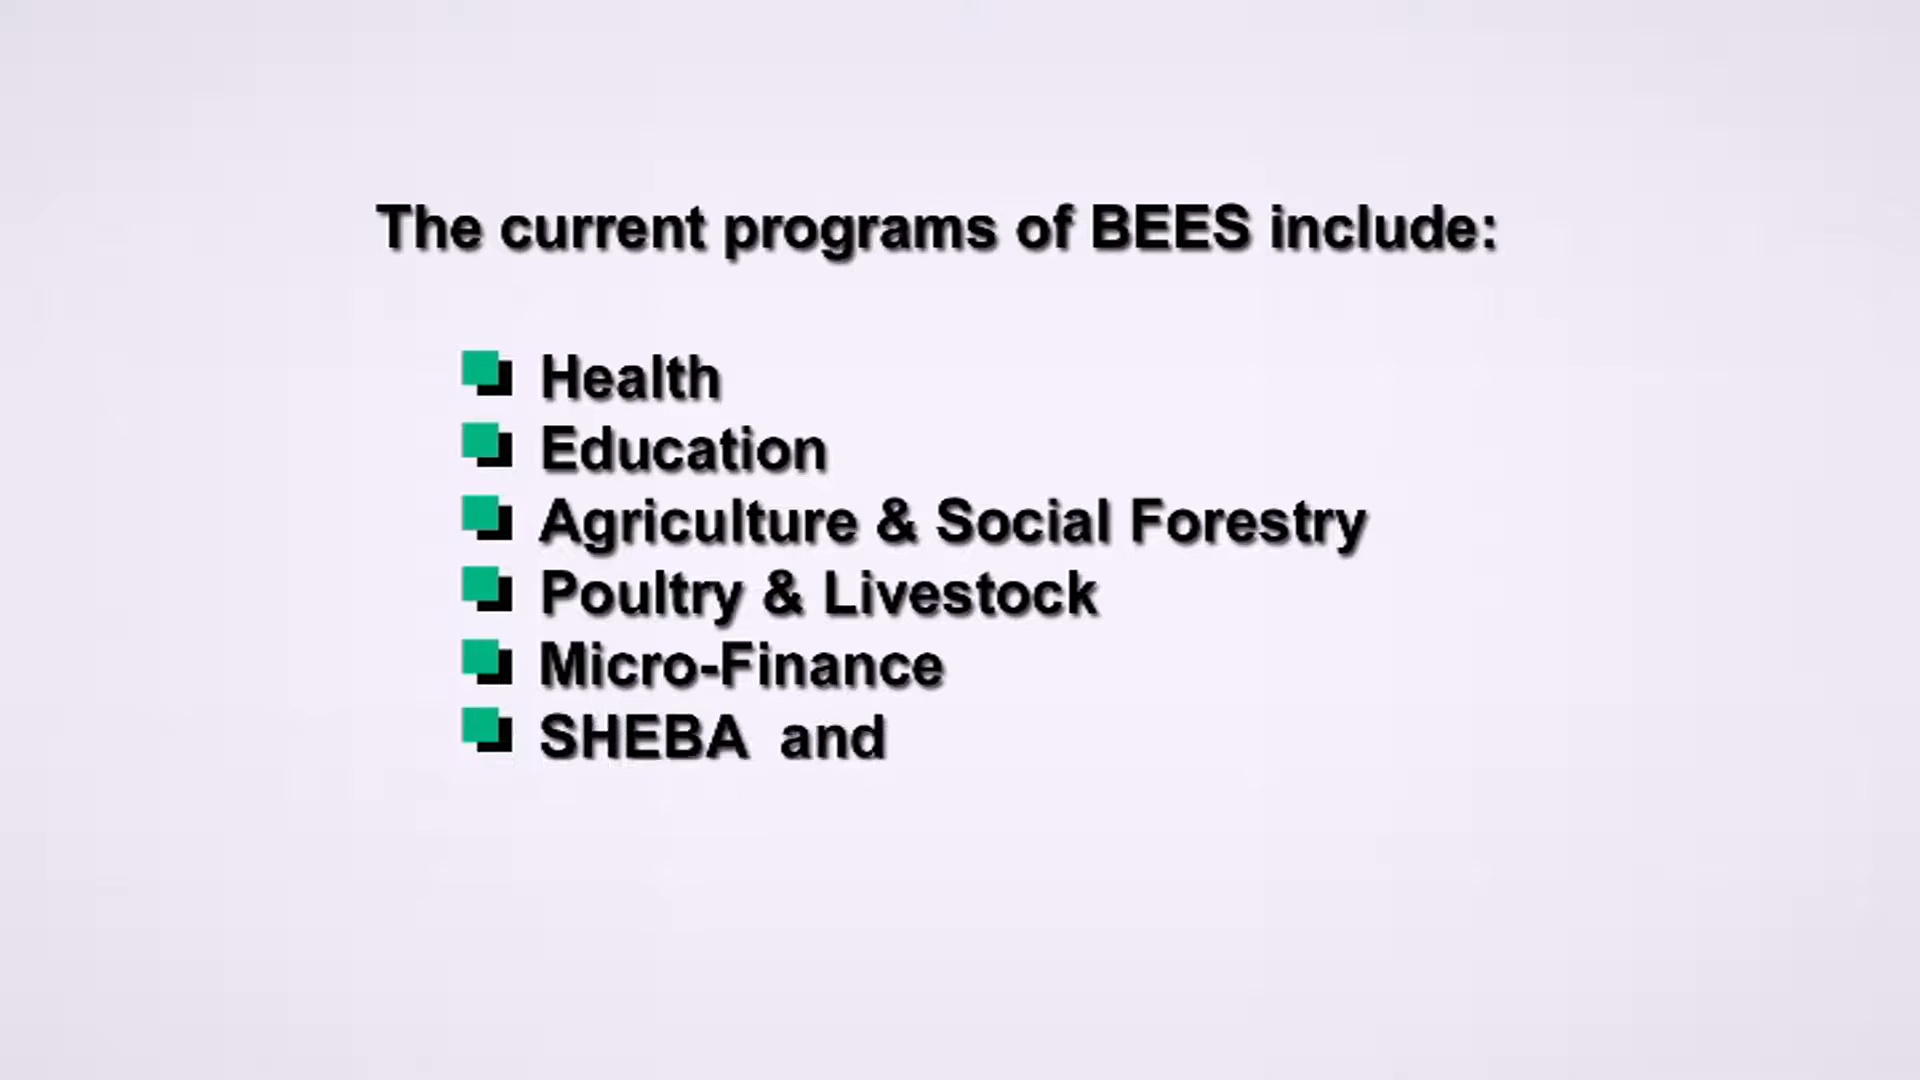 The current programs of BEES include:
Health
Education
Agriculture & Social Forestry
Poultry & Livestock
Micro-Finance
SHEBA  and